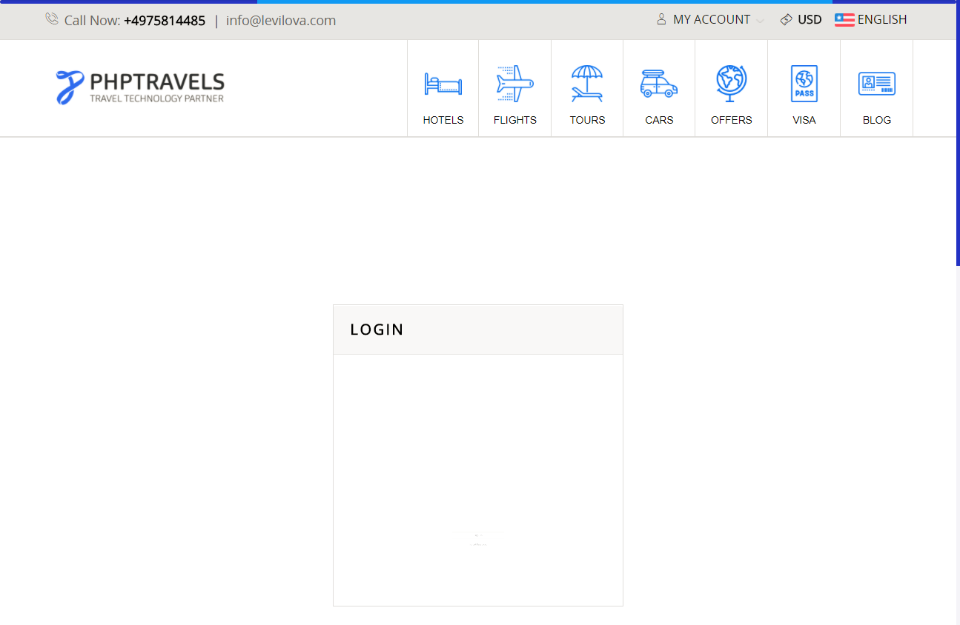 Call Now: +4975814485 | info@levilova.com
MY ACCOUNT USD ENGLISH
PHPTRAVELS
TRAVEL TECHNOLOGY PARTNER
HOTELS FLIGHTS TOURS CARS OFFERS VISA BLOG
PASS
LOGIN